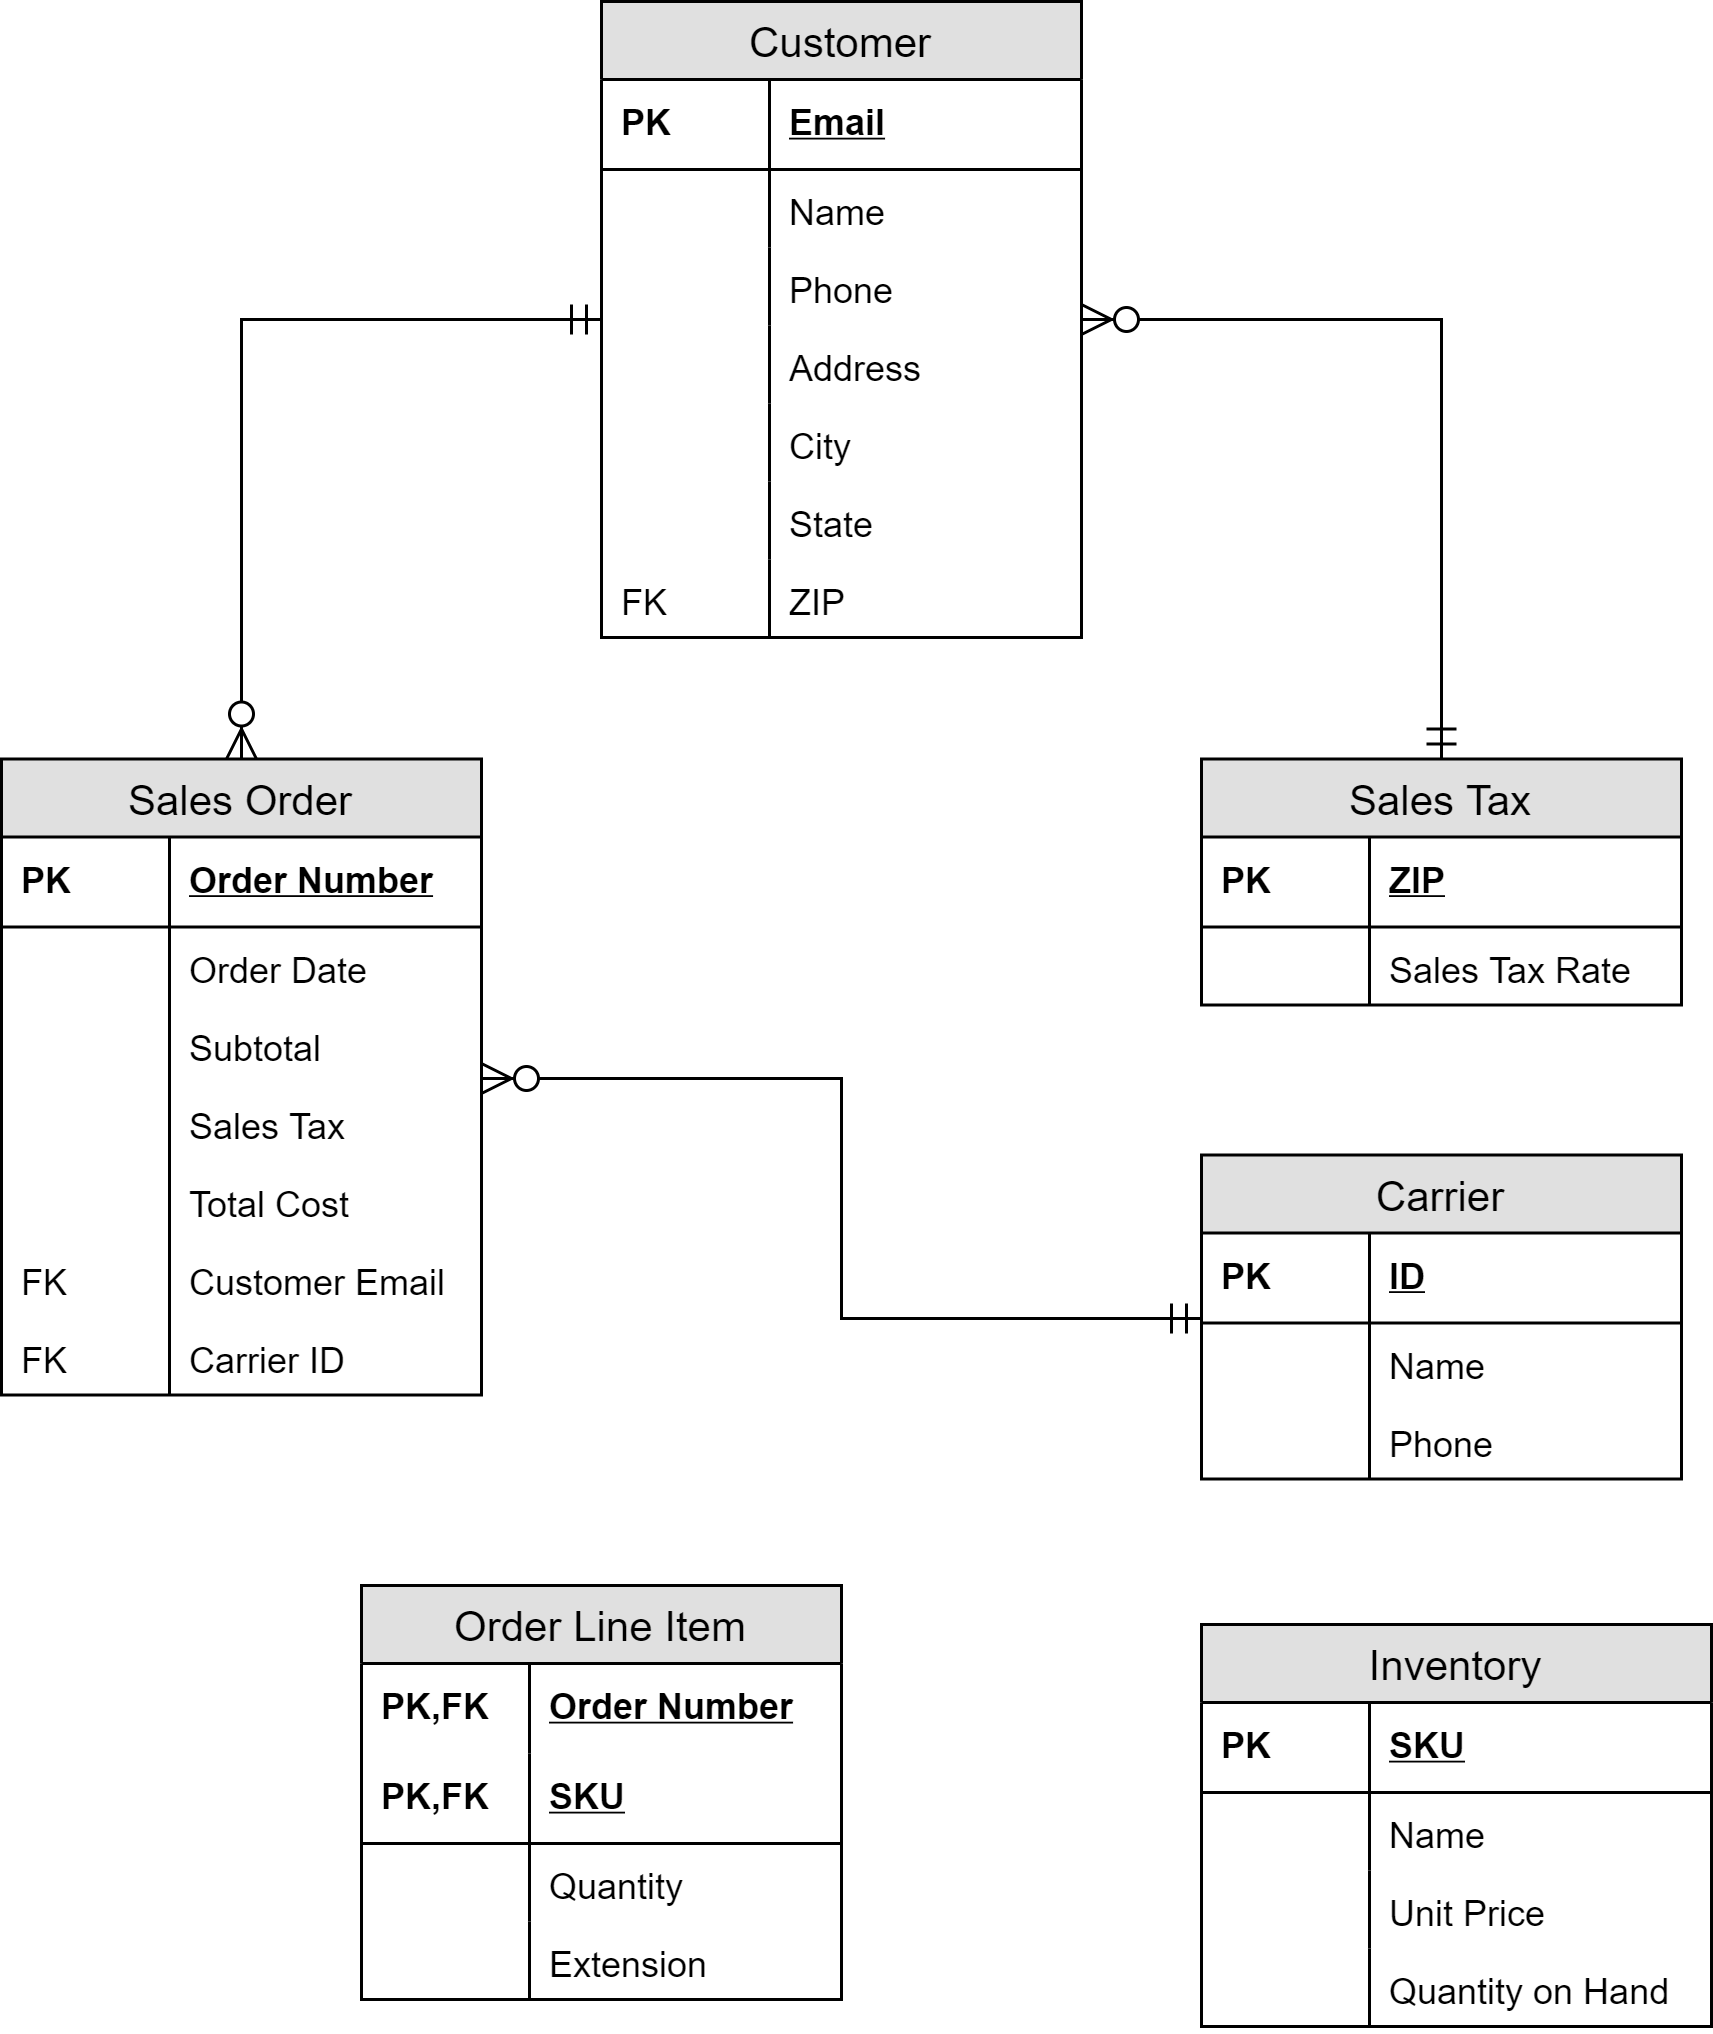 Customer
PK Email
Name
Phone
Address
City
State
FK ZIP
Sales Order
PK Order Number
Order Date
Subtotal
Sales Tax
Total Cost
FK Customer Email
FK Carrier ID
Sales Tax
PK ZIP
Sales Tax Rate
Carrier
PK ID
Name
Phone
Order Line Item
PK,FK Order Number
PK,FK SKU
Quantity
Extension
Inventory
PK SKU
Name
Unit Price
Quantity on Hand